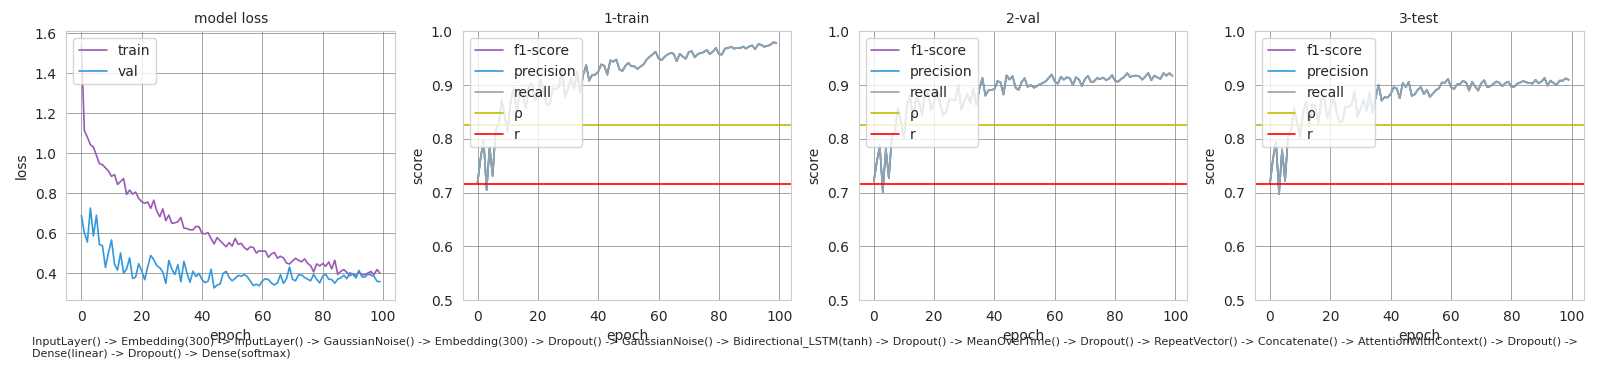 model loss
1.6
1.4
1.2
1.0
0.8
0.6
0.4
loss
train
val
0 20 40 60 80 100
epoch
1-train
1.0
0.9
0.8
0.7
0.6
0.5
score
f1-score
precision
recall
ρ
r
0 20 40 60 80 100
epoch
2-val
1.0
0.9
0.8
0.7
0.6
0.5
score
f1-score
precision
recall
ρ
r
0 20 40 60 80 100
epoch
3-test
1.0
0.9
0.8
0.7
0.6
0.5
score
f1-score
precision
recall
ρ
r
0 20 40 60 80 100
epoch
InputLayer() -> Embedding(300) -> InputLayer() -> GaussianNoise() -> Embedding(300) -> Dropout() -> GaussianNoise() -> Bidirectional_LSTM(tanh) -> Dropout() -> MeanOverTime() -> Dropout() -> RepeatVector() -> Concatenate() -> AttentionWithContext() -> Dropout() ->
Dense(linear) -> Dropout() -> Dense(softmax)